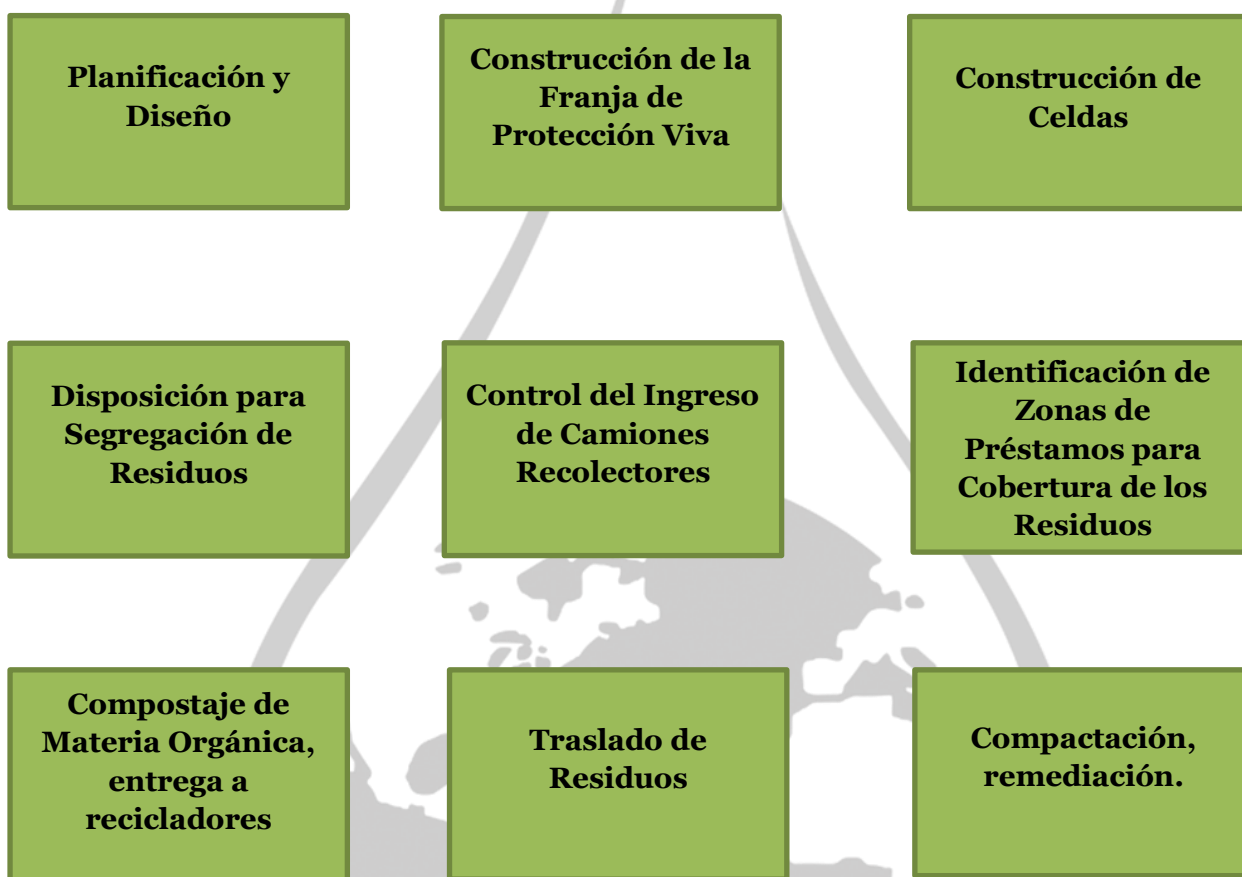 Planificación y
Diseño
Construcción de la
Franja de
Protección Viva
Construcción de
Celdas
Disposición para
Segregación de
Residuos
Control del Ingreso
de Camiones
Recolectores
Identificación de
Zonas de
Préstamos para
Cobertura de los
Residuos
Compostaje de
Materia Orgánica,
entrega a
recicladores
Traslado de
Residuos
Compactación,
remediación.